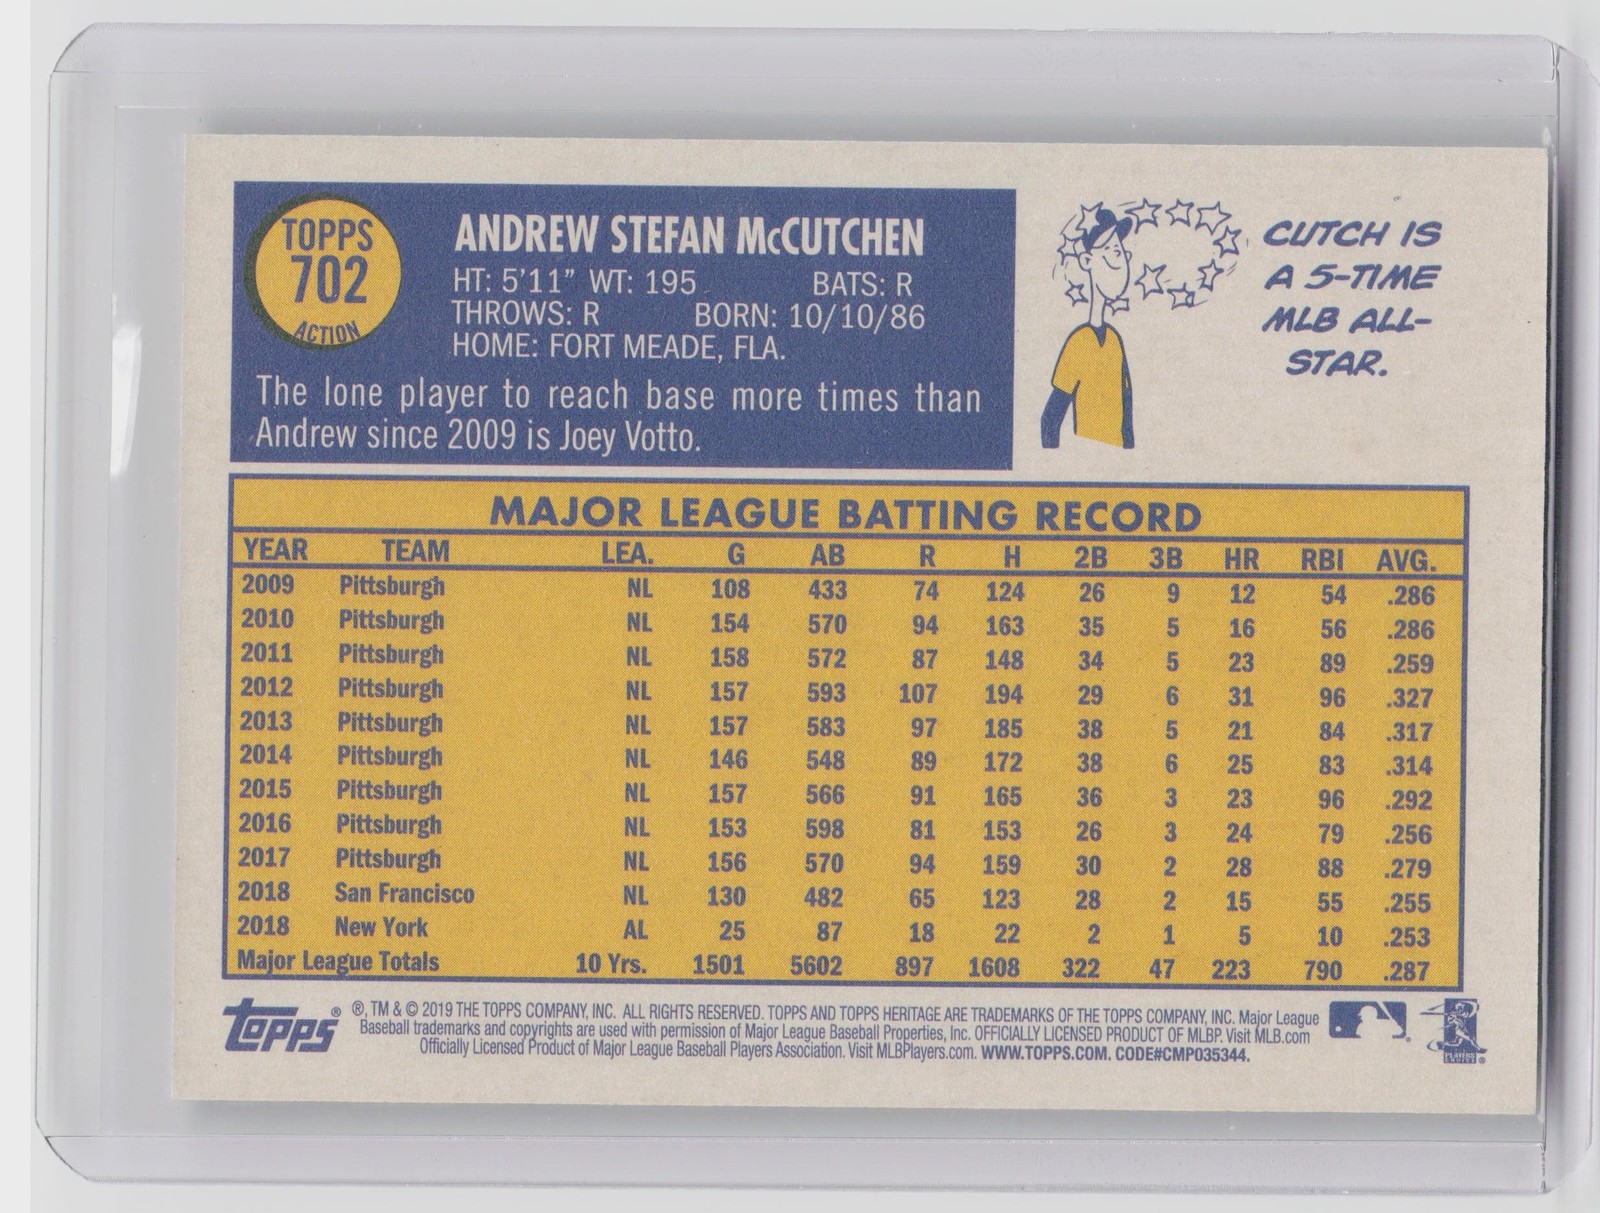 TOPPS
702
ACTION
ANDREW STEFAN McCUTCHEN
HT: 5'11" WT: 195 BATS: R
THROWS: R BORN: 10/10/86
HOME: FORT MEADE, FLA.
The lone player to reach base more times than
Andrew since 2009 is Joey Votto.
CUTCH IS
A 5-TIME
MLB ALL-
STAR.
MAJOR LEAGUE BATTING RECORD
YEAR TEAM LEA. G AB R H 2B 3B HR RBI AVG.
2009 Pittsburgh NL 108 433 74 124 26 9 12 54 .286
2010 Pittsburgh NL 154 570 94 163 35 5 16 56 .286
2011 Pittsburgh NL 158 572 87 148 34 5 23 89 .259
2012 Pittsburgh NL 157 593 107 194 29 6 31 96 .327
2013 Pittsburgh NL 157 583 97 185 38 5 21 84 .317
2014 Pittsburgh NL 146 548 89 172 38 6 25 83 .314
2015 Pittsburgh NL 157 566 91 165 36 3 23 96 .292
2016 Pittsburgh NL 153 598 81 153 26 3 24 79 .256
2017 Pittsburgh NL 156 570 94 159 30 2 28 88 .279
2018 San Francisco NL 130 482 65 123 28 2 15 55 .255
2018 New York AL 25 87 18 22 2 1 5 10 .253
Major League Totals 10 Yrs. 1501 5602 897 1608 322 47 223 790 .287
topps®
®, TM & © 2019 THE TOPPS COMPANY, INC. ALL RIGHTS RESERVED. TOPPS AND TOPPS HERITAGE ARE TRADEMARKS OF THE TOPPS COMPANY, INC. Major League
Baseball trademarks and copyrights are used with permission of Major League Baseball Properties, Inc. OFFICIALLY LICENSED PRODUCT OF MLBP. Visit MLB.com
Officially Licensed Product of Major League Baseball Players Association. Visit MLBPlayers.com. WWW.TOPPS.COM. CODE#CMP035344.
PLAYERS
CHOICE